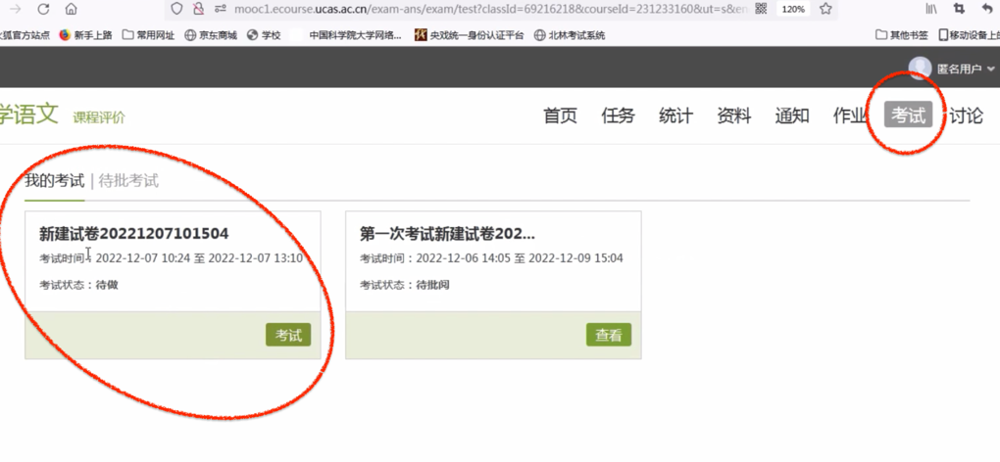 mooc1.ecourse.ucas.ac.cn/exam-ans/exam/test?classId=69216218&courseId=231233160&ut=s&en
120%
火狐官方站点 新手上路 常用网址 京东商城 学校 中国科学院大学网络... 央戏统一身份认证平台 北林考试系统 其他书签 移动设备上的
匿名用户
学语文 课程评价 首页 任务 统计 资料 通知 作业 考试 讨论
我的考试 | 待批考试
新建试卷20221207101504
考试时间：2022-12-07 10:24 至 2022-12-07 13:10
考试状态：待做
考试
第一次考试新建试卷202...
考试时间：2022-12-06 14:05 至 2022-12-09 15:04
考试状态：待批阅
查看